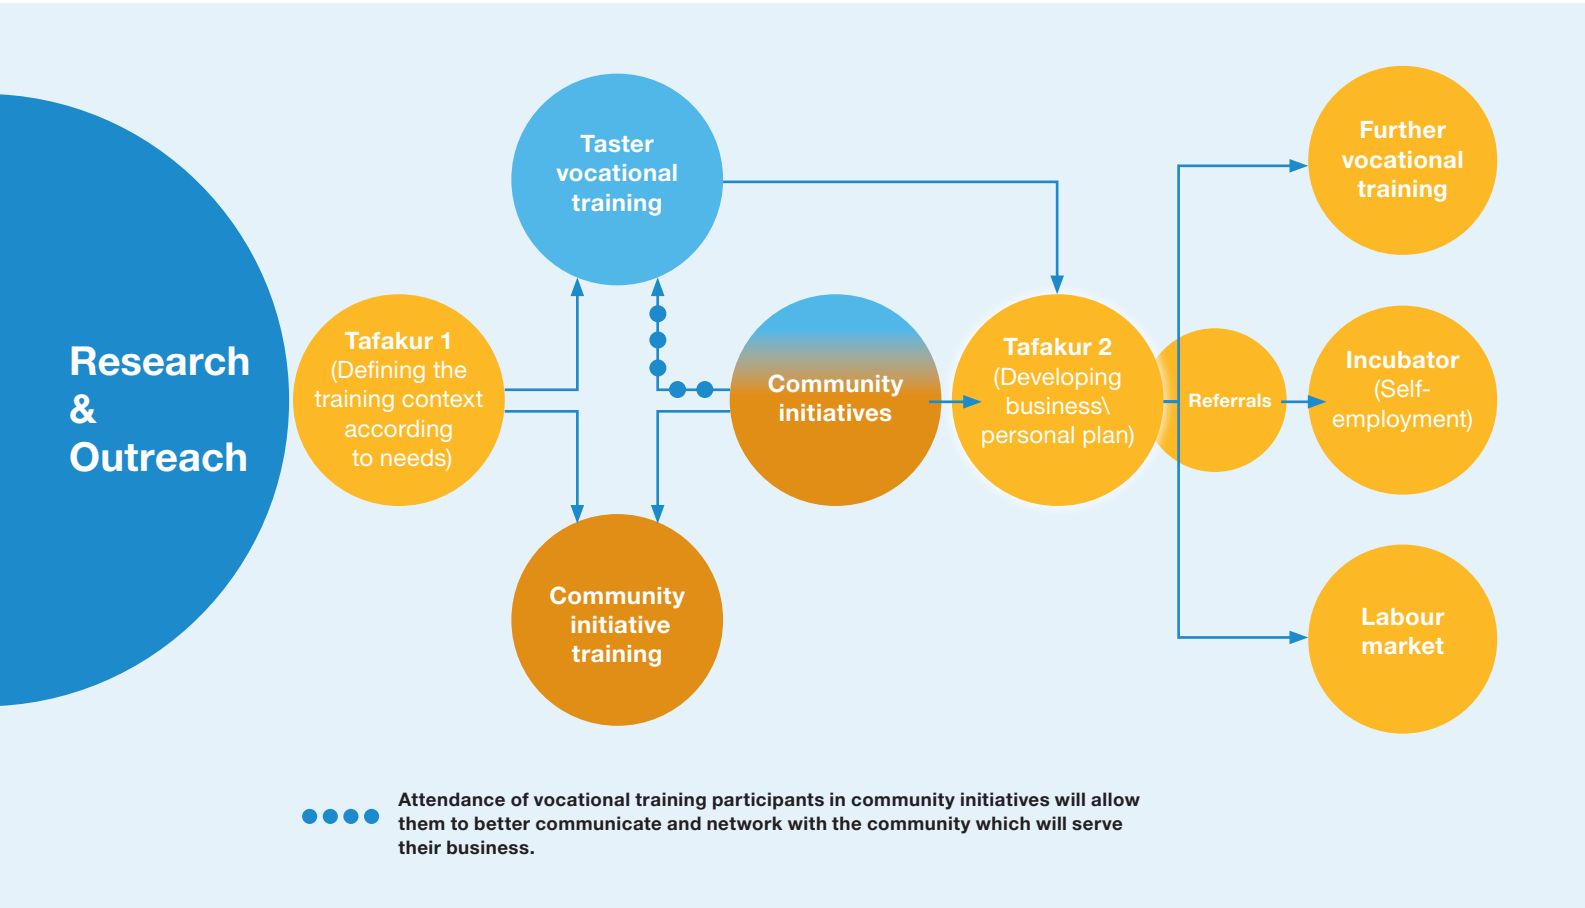 Research
&
Outreach
Tafakur 1
(Defining the
training context
according
to needs)
Taster
vocational
training
Community
initiative
training
Community
initiatives
Tafakur 2
(Developing
business\
personal plan)
Referrals
Further
vocational
training
Incubator
(Self-
employment)
Labour
market
Attendance of vocational training participants in community initiatives will allow
them to better communicate and network with the community which will serve
their business.